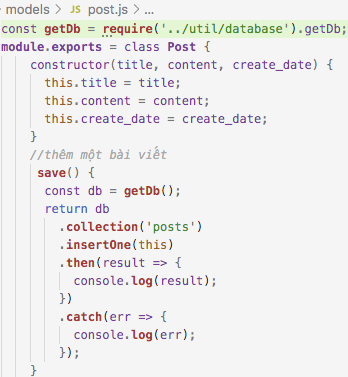 models > JS post.js > ...
const getDb = require('../util/database').getDb;
module.exports = class Post {
    constructor(title, content, create_date) {
      this.title = title;
      this.content = content;
      this.create_date = create_date;
    }
    //thêm một bài viết
     save() {
      const db = getDb();
      return db
        .collection('posts')
        .insertOne(this)
        .then(result => {
          console.log(result);
        })
        .catch(err => {
          console.log(err);
        });
    }